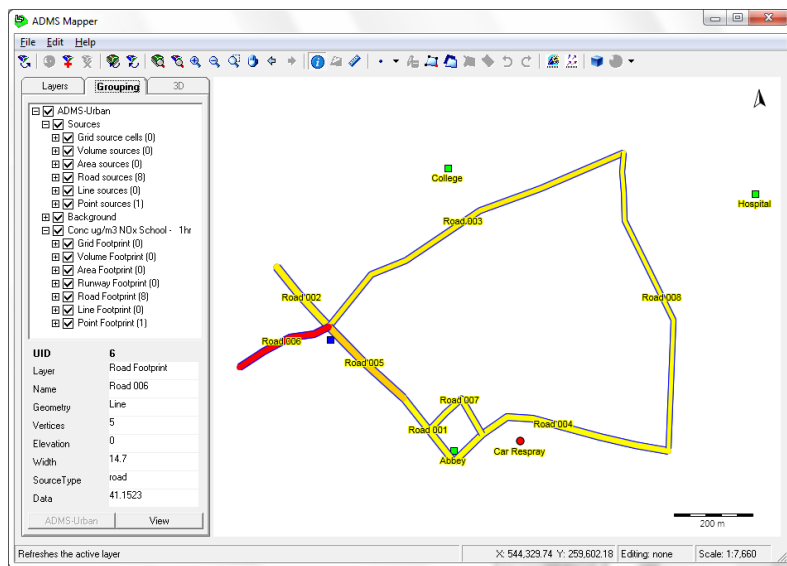 ADMS Mapper
File Edit Help
Layers Grouping 3D
ADMS-Urban
Sources
Grid source cells (0)
Volume sources (0)
Area sources (0)
Road sources (8)
Line sources (0)
Point sources (1)
Background
Conc ug/m3 NOx School - 1hr
Grid Footprint (0)
Volume Footprint (0)
Area Footprint (0)
Runway Footprint (0)
Road Footprint (8)
Line Footprint (0)
Point Footprint (1)
UID 6
Layer Road Footprint
Name Road 006
Geometry Line
Vertices 5
Elevation 0
Width 14.7
SourceType road
Data 41.1523
ADMS-Urban View
College
Hospital
Road 003
Road 002
Road 008
Road 006
Road 005
Road 007
Road 001
Road 004
Abbey
Car Respray
200 m
Refreshes the active layer
X: 544,329.74 Y: 259,602.18 Editing: none Scale: 1:7,660